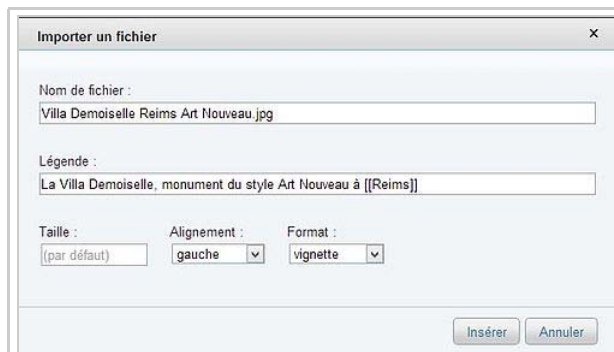 Importer un fichier x
Nom de fichier :
Villa Demoiselle Reims Art Nouveau.jpg
Légende :
La Villa Demoiselle, monument du style Art Nouveau à [[Reims]]
Taille : Alignement : Format :
(par défaut) gauche vignette
Insérer Annuler